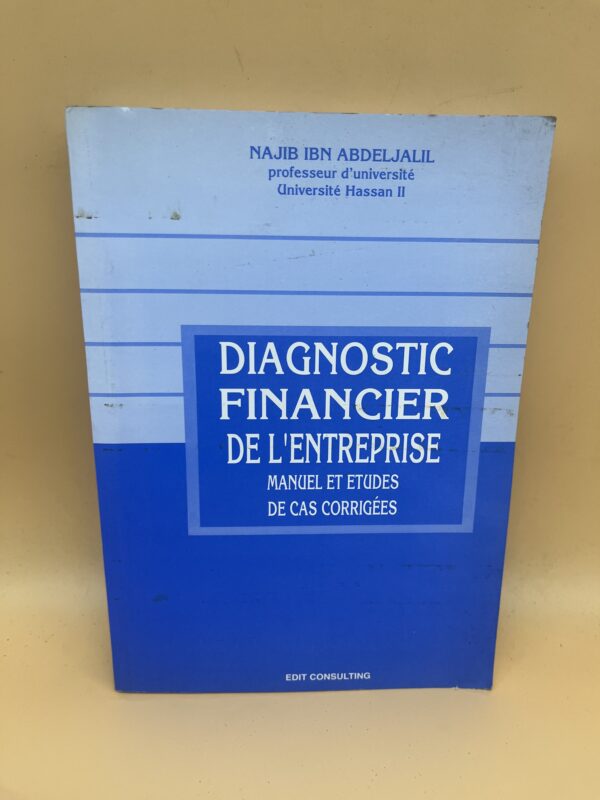 NAJIB IBN ABDELJALIL
professeur d'université
Université Hassan II
DIAGNOSTIC
FINANCIER
DE L'ENTREPRISE
MANUEL ET ETUDES
DE CAS CORRIGÉES
EDIT CONSULTING